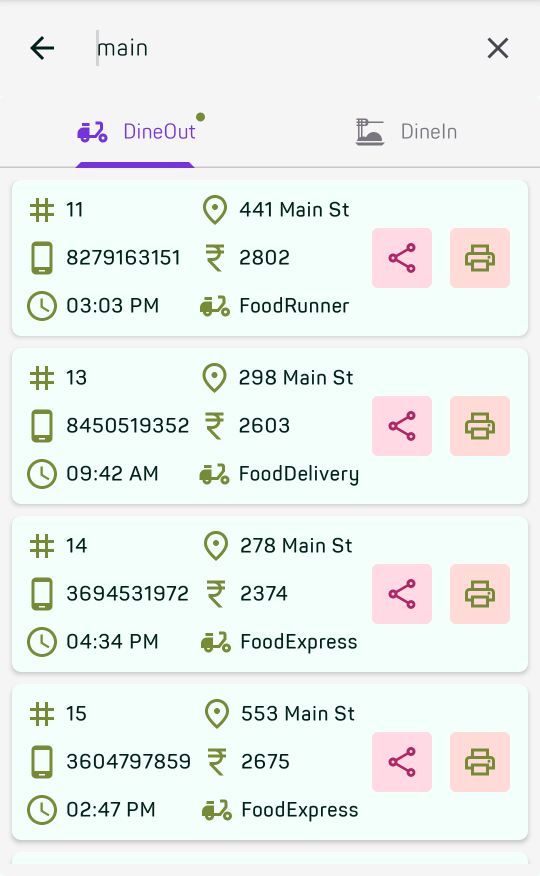 main
DineOut DineIn
11 441 Main St
8279163151 ₹ 2802
03:03 PM FoodRunner
13 298 Main St
8450519352 ₹ 2603
09:42 AM FoodDelivery
14 278 Main St
3694531972 ₹ 2374
04:34 PM FoodExpress
15 553 Main St
3604797859 ₹ 2675
02:47 PM FoodExpress